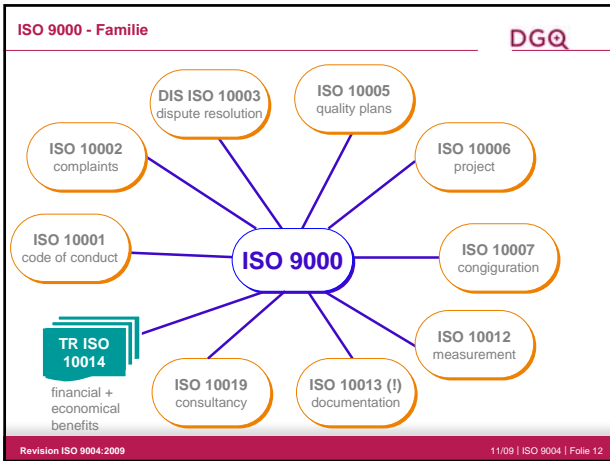 ISO 9000 - Familie
DGQ
DIS ISO 10003
dispute resolution
ISO 10005
quality plans
ISO 10002
complaints
ISO 10006
project
ISO 10001
code of conduct
ISO 9000
ISO 10007
congiguration
TR ISO
10014
financial +
economical
benefits
ISO 10019
consultancy
ISO 10013 (!)
documentation
ISO 10012
measurement
Revision ISO 9004:2009
11/09 | ISO 9004 | Folie 12